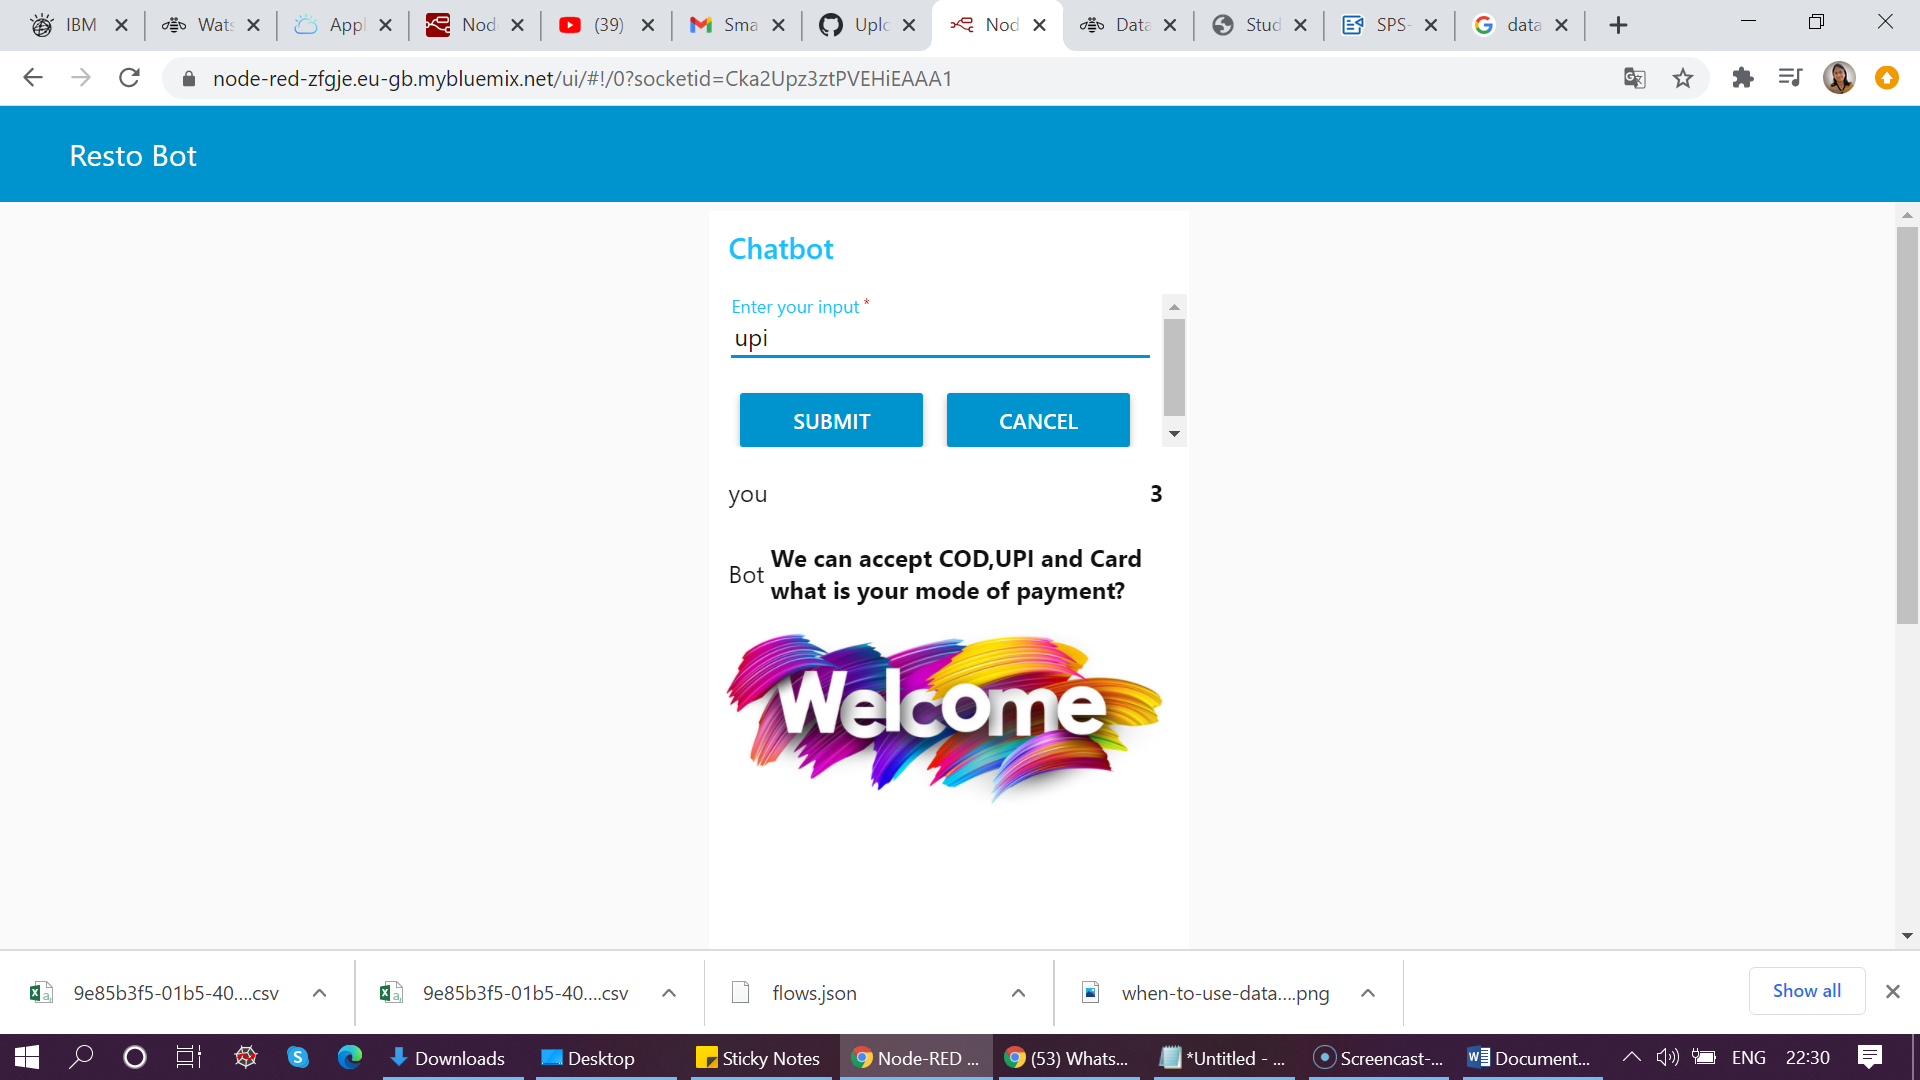 IBM
Wats
Appl
Node
(39)
Sma
Uplo
Nod
Data
Stud
SPS-
data
node-red-zfgje.eu-gb.mybluemix.net/ui/#!/0?socketid=Cka2Upz3ztPVEHiEAAA1
Resto Bot
Chatbot
Enter your input *
upi
SUBMIT CANCEL
you 3
Bot We can accept COD,UPI and Card
what is your mode of payment?
Welcome
9e85b3f5-01b5-40....csv
9e85b3f5-01b5-40....csv
flows.json
when-to-use-data....png
Show all
Downloads
Desktop
Sticky Notes
Node-RED ...
(53) Whats...
*Untitled - ...
Screencast-...
Document...
ENG
22:30